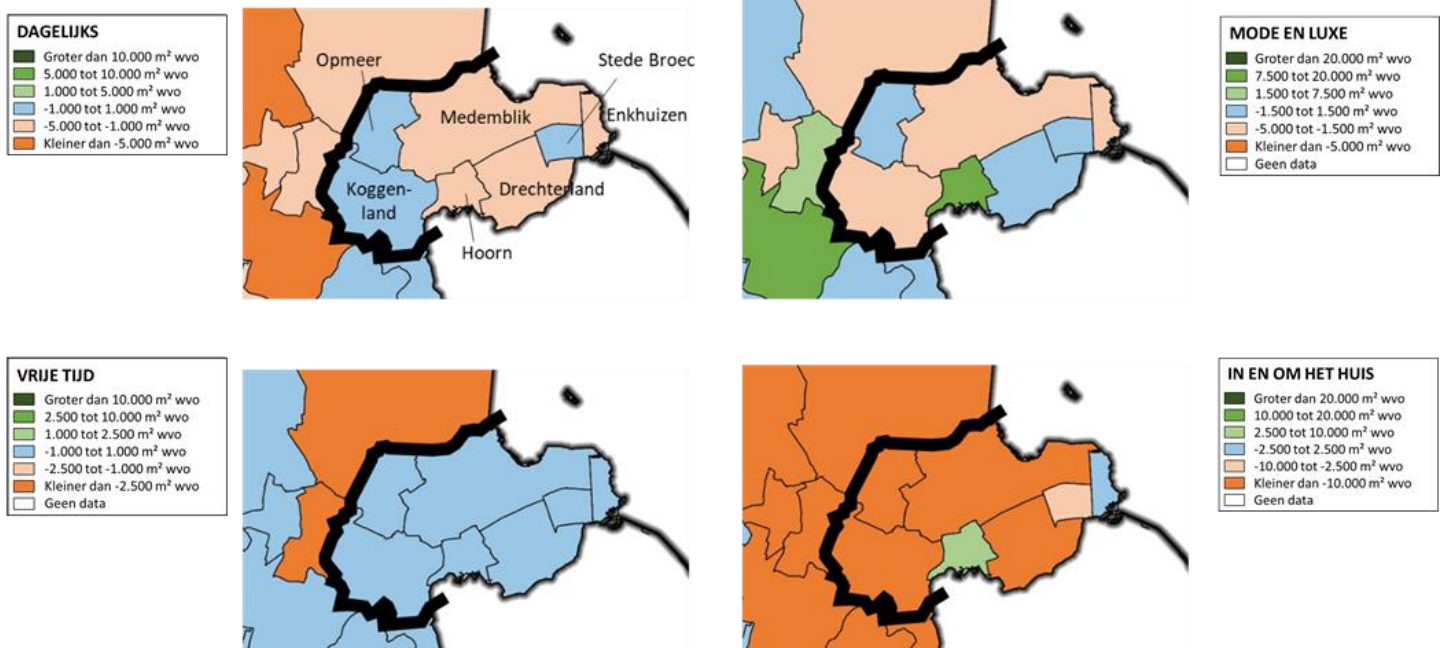 DAGELIJKS
Groter dan 10.000 m² wvo
5.000 tot 10.000 m² wvo
1.000 tot 5.000 m² wvo
-1.000 tot 1.000 m² wvo
-5.000 tot -1.000 m² wvo
Kleiner dan -5.000 m² wvo
Opmeer
Stede Broec
Medemblik
Enkhuizen
Koggen-
land
Drechterland
Hoorn
MODE EN LUXE
Groter dan 20.000 m² wvo
7.500 tot 20.000 m² wvo
1.500 tot 7.500 m² wvo
-1.500 tot 1.500 m² wvo
-5.000 tot -1.500 m² wvo
Kleiner dan -5.000 m² wvo
Geen data
VRIJE TIJD
Groter dan 10.000 m² wvo
2.500 tot 10.000 m² wvo
1.000 tot 2.500 m² wvo
-1.000 tot 1.000 m² wvo
-2.500 tot -1.000 m² wvo
Kleiner dan -2.500 m² wvo
Geen data
IN EN OM HET HUIS
Groter dan 20.000 m² wvo
10.000 tot 20.000 m² wvo
2.500 tot 10.000 m² wvo
-2.500 tot 2.500 m² wvo
-10.000 tot -2.500 m² wvo
Kleiner dan -10.000 m² wvo
Geen data